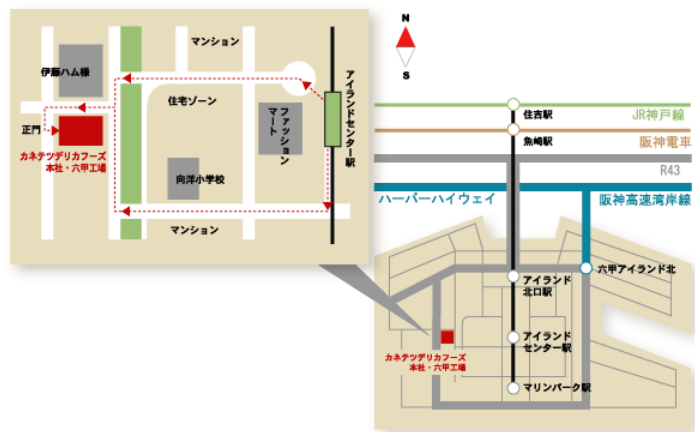 マンション
伊藤ハム様
住宅ゾーン
ファッション
マート
アイランドセンター駅
正門
カネテツデリカフーズ
本社・六甲工場
向洋小学校
マンション
N
S
住吉駅
JR神戸線
魚崎駅
阪神電車
R43
ハーバーハイウェイ
阪神高速湾岸線
六甲アイランド北
アイランド
北口駅
アイランド
センター駅
カネテツデリカフーズ
本社・六甲工場
マリンパーク駅